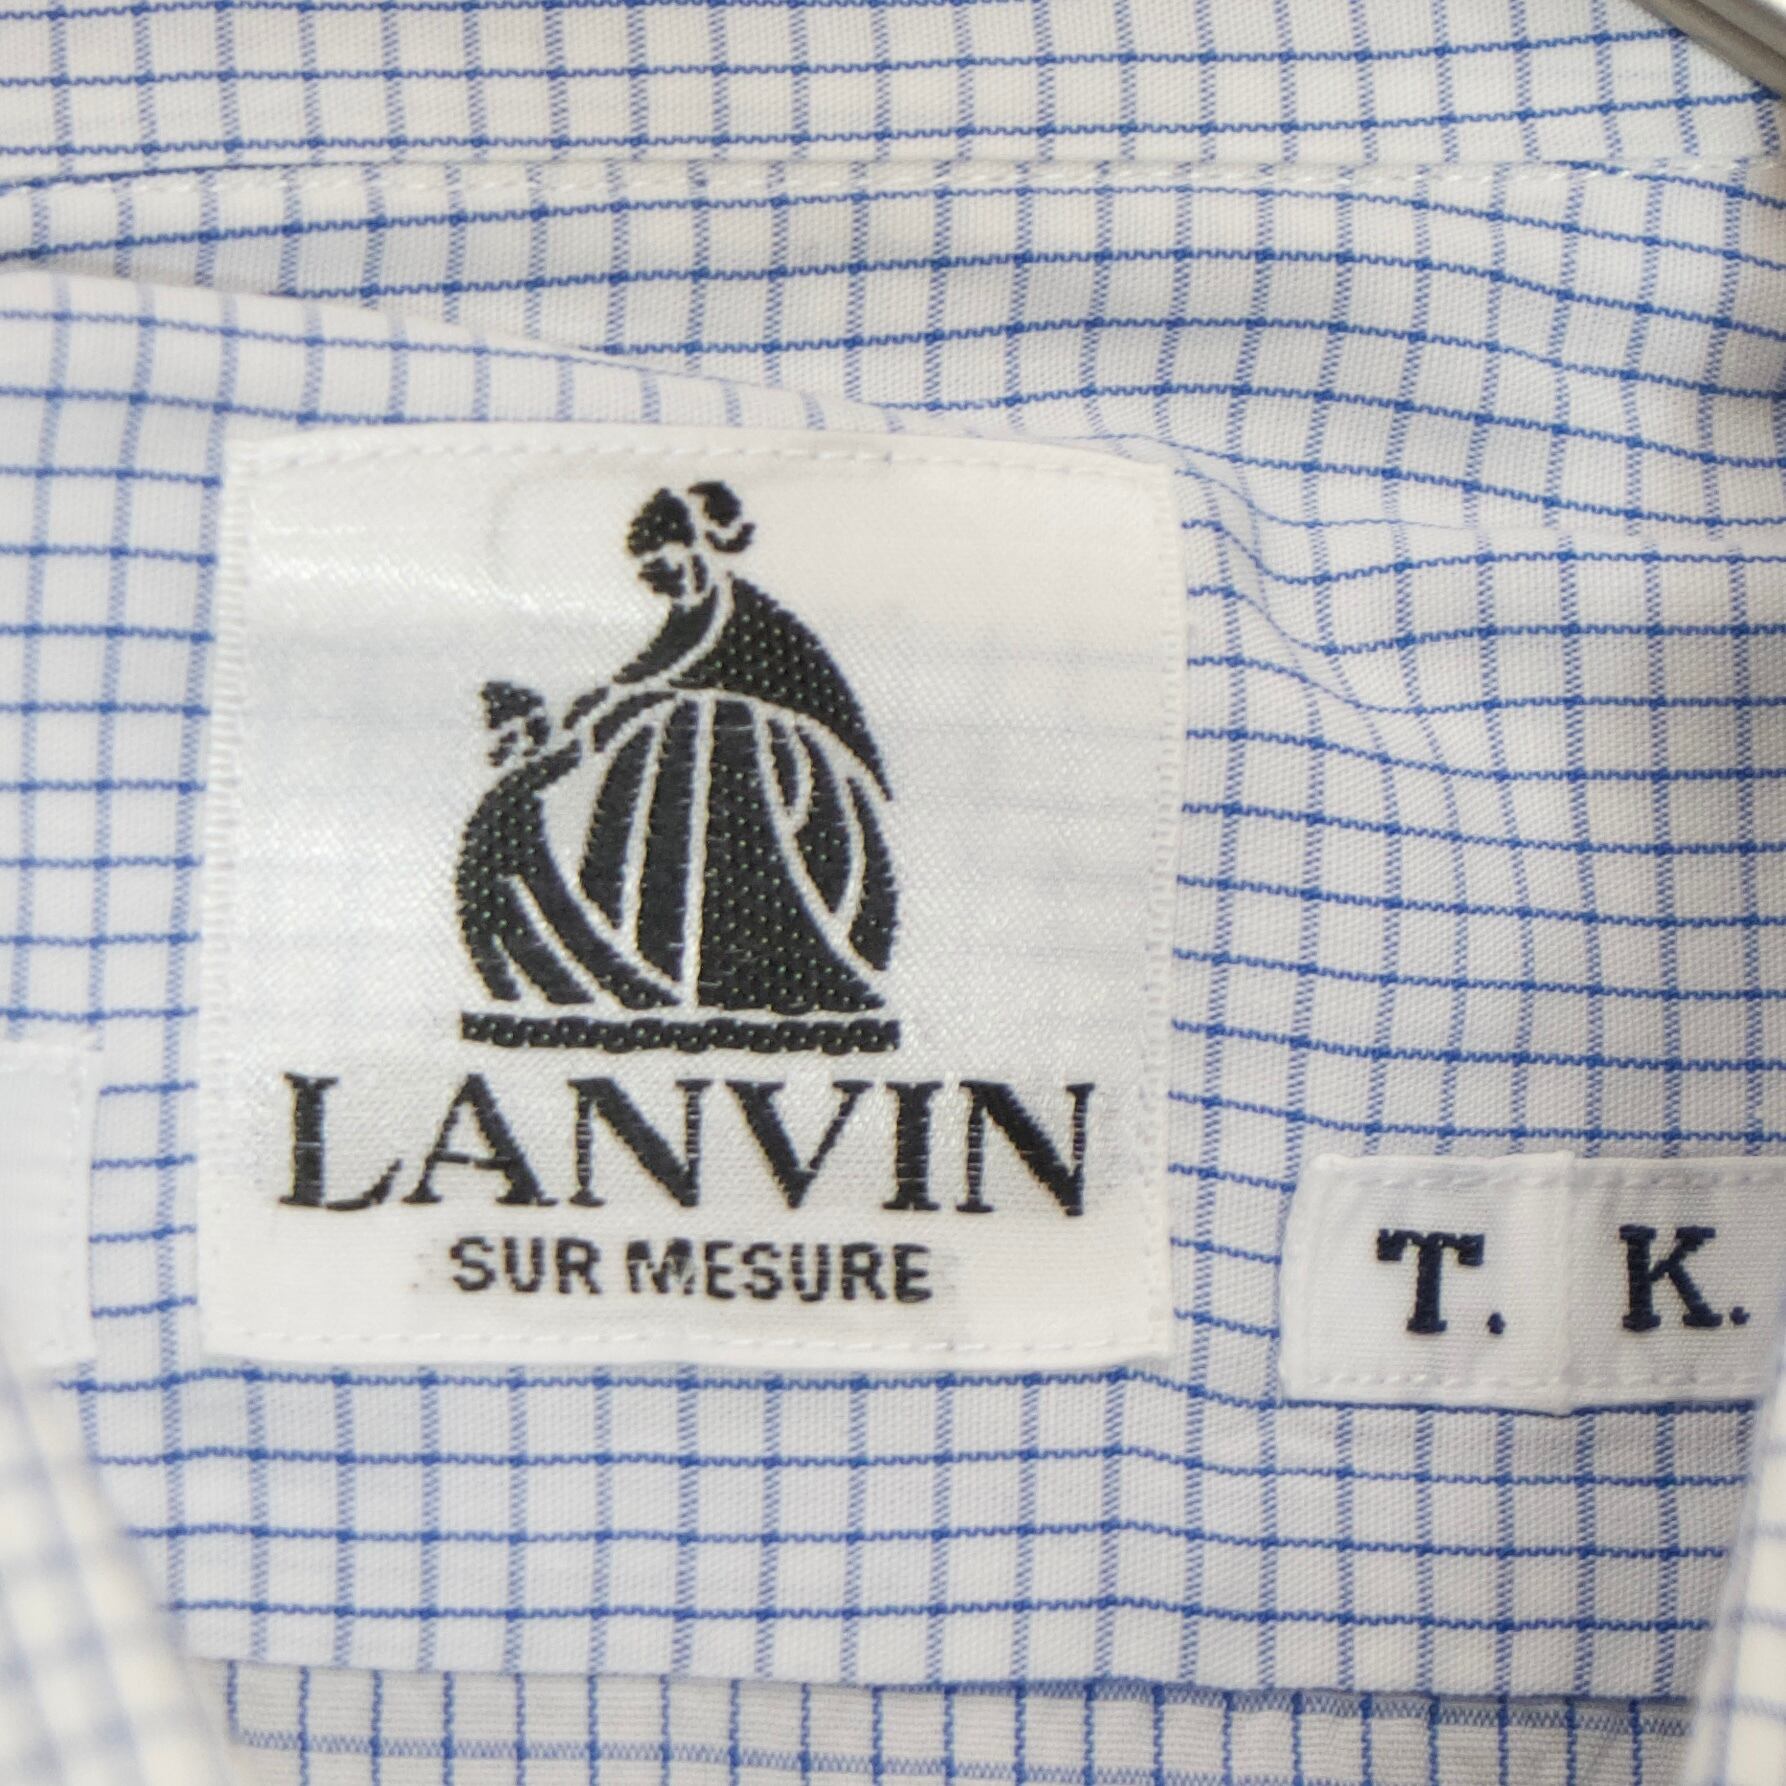 LANVIN
SUR MESURE
T. K.